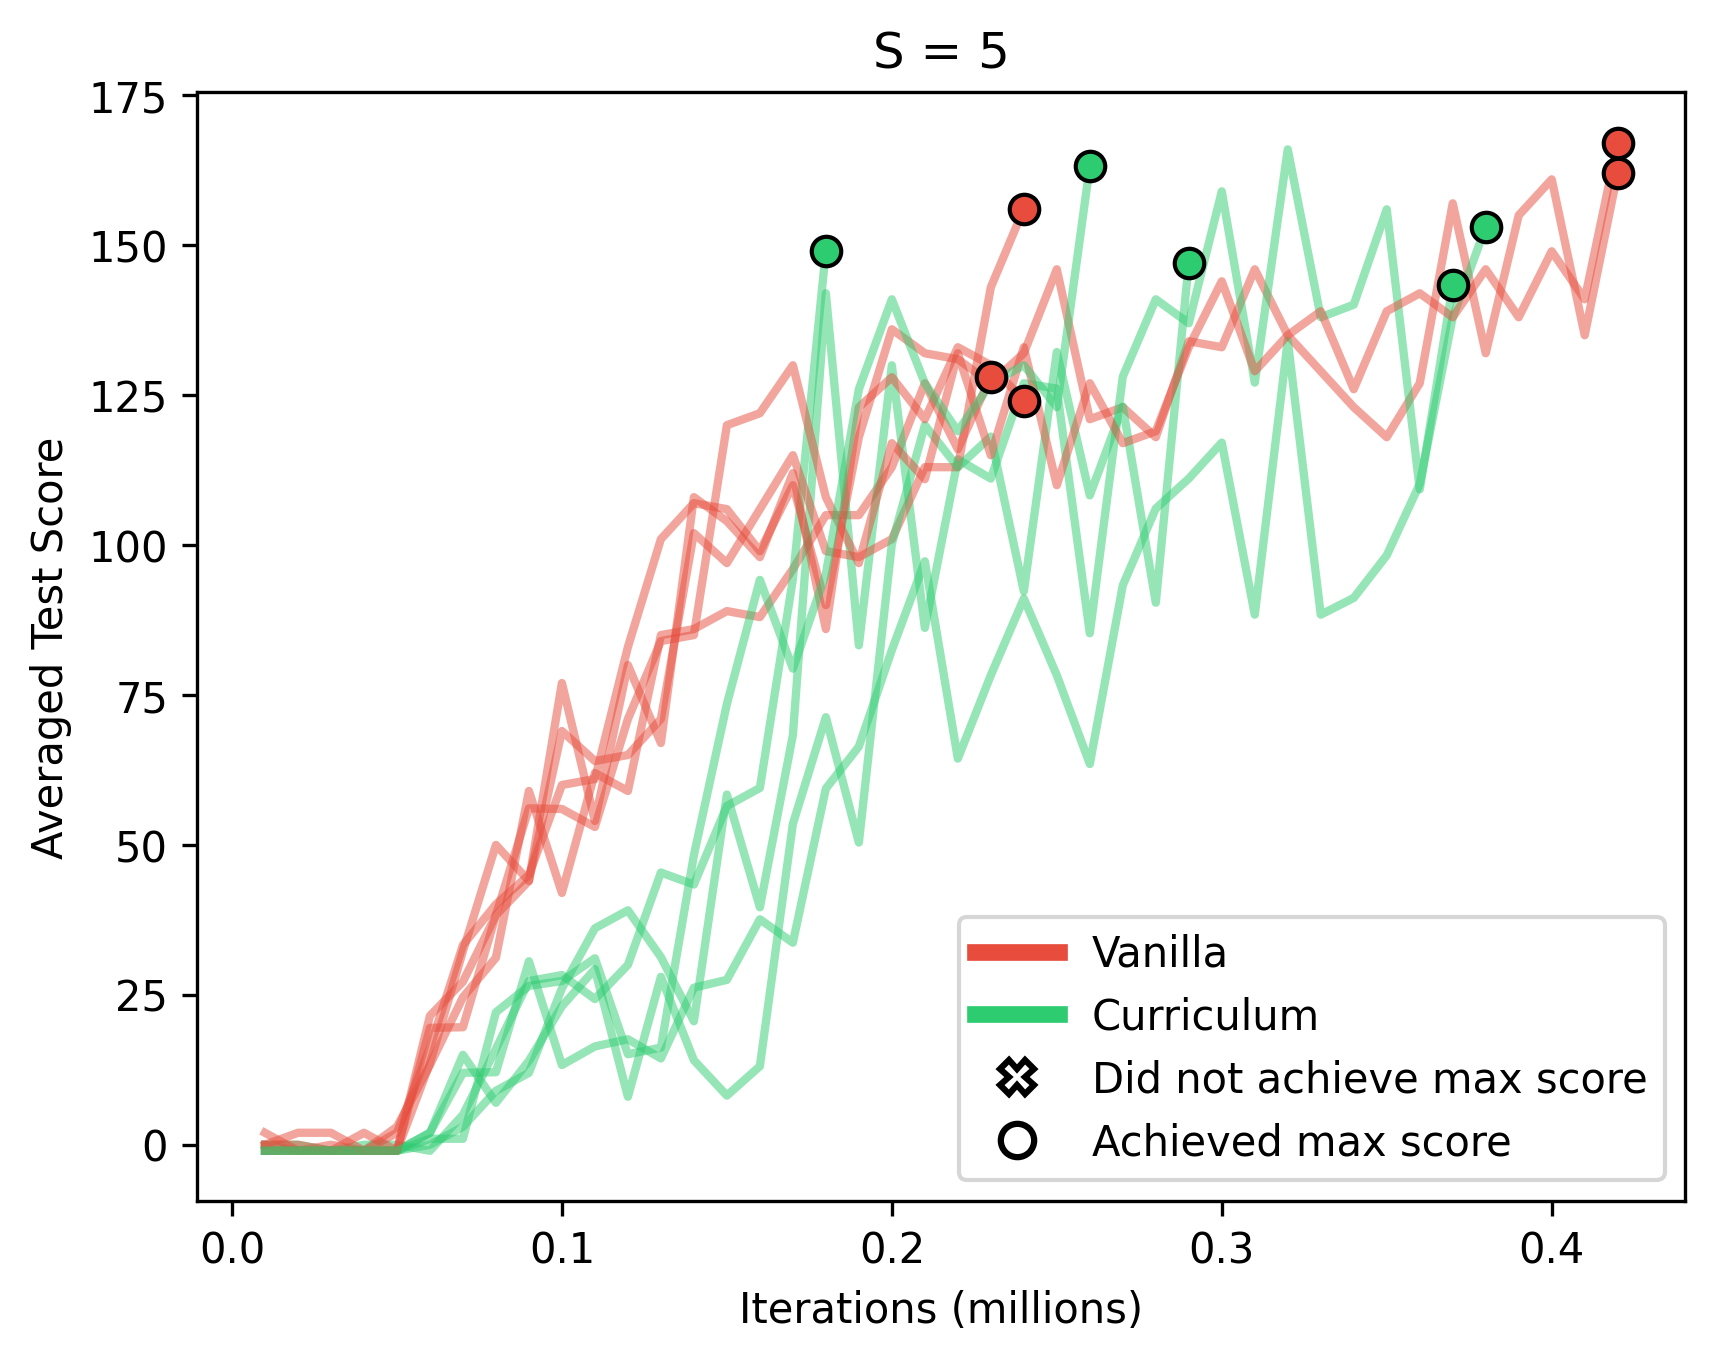 S = 5
175
150
125
100
75
50
25
0
Averaged Test Score
Vanilla
Curriculum
Did not achieve max score
Achieved max score
0.0 0.1 0.2 0.3 0.4
Iterations (millions)